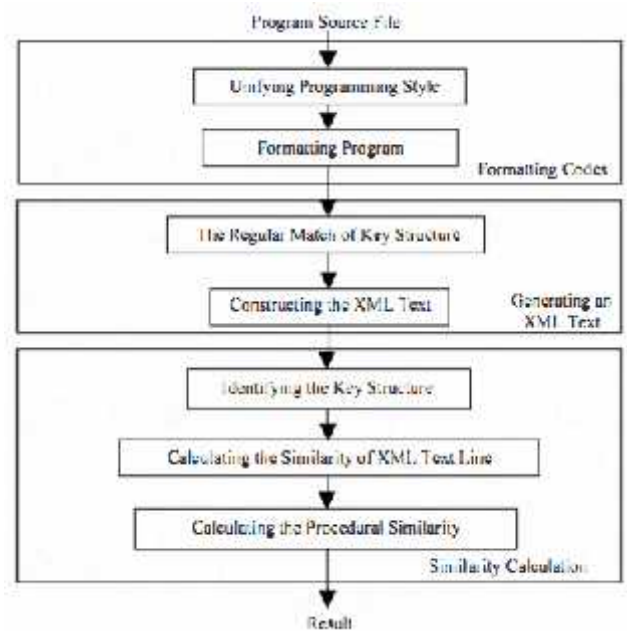 Program Source File
Unifying Programming Style
Formatting Program
Formatting Codes
The Regular Match of Key Structure
Constructing the XML Text
Generating an
XML Text
Identifying the Key Structure
Calculating the Similarity of XML Text Line
Calculating the Procedural Similarity
Similarity Calculation
Result